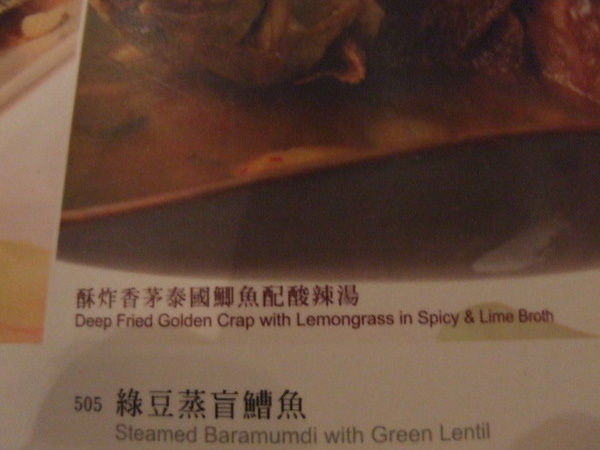 酥炸香茅泰國鯽魚配酸辣湯
Deep Fried Golden Crap with Lemongrass in Spicy & Lime Broth
505 綠豆蒸盲鰽魚
Steamed Baramumdi with Green Lentil